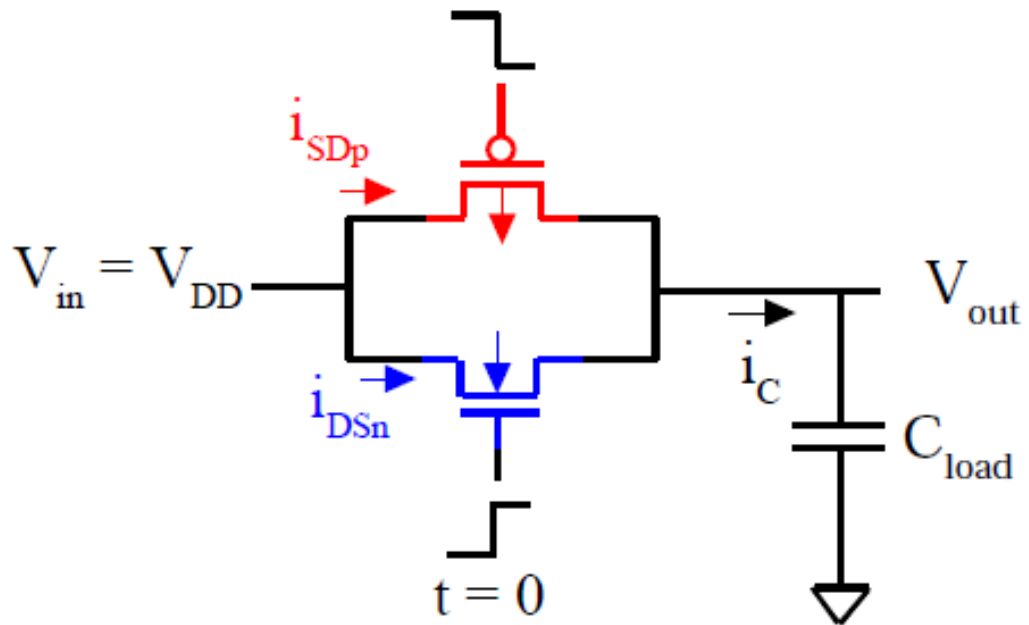 i_SDp
V_in = V_DD
V_out
i_DSn
i_C
C_load
t = 0